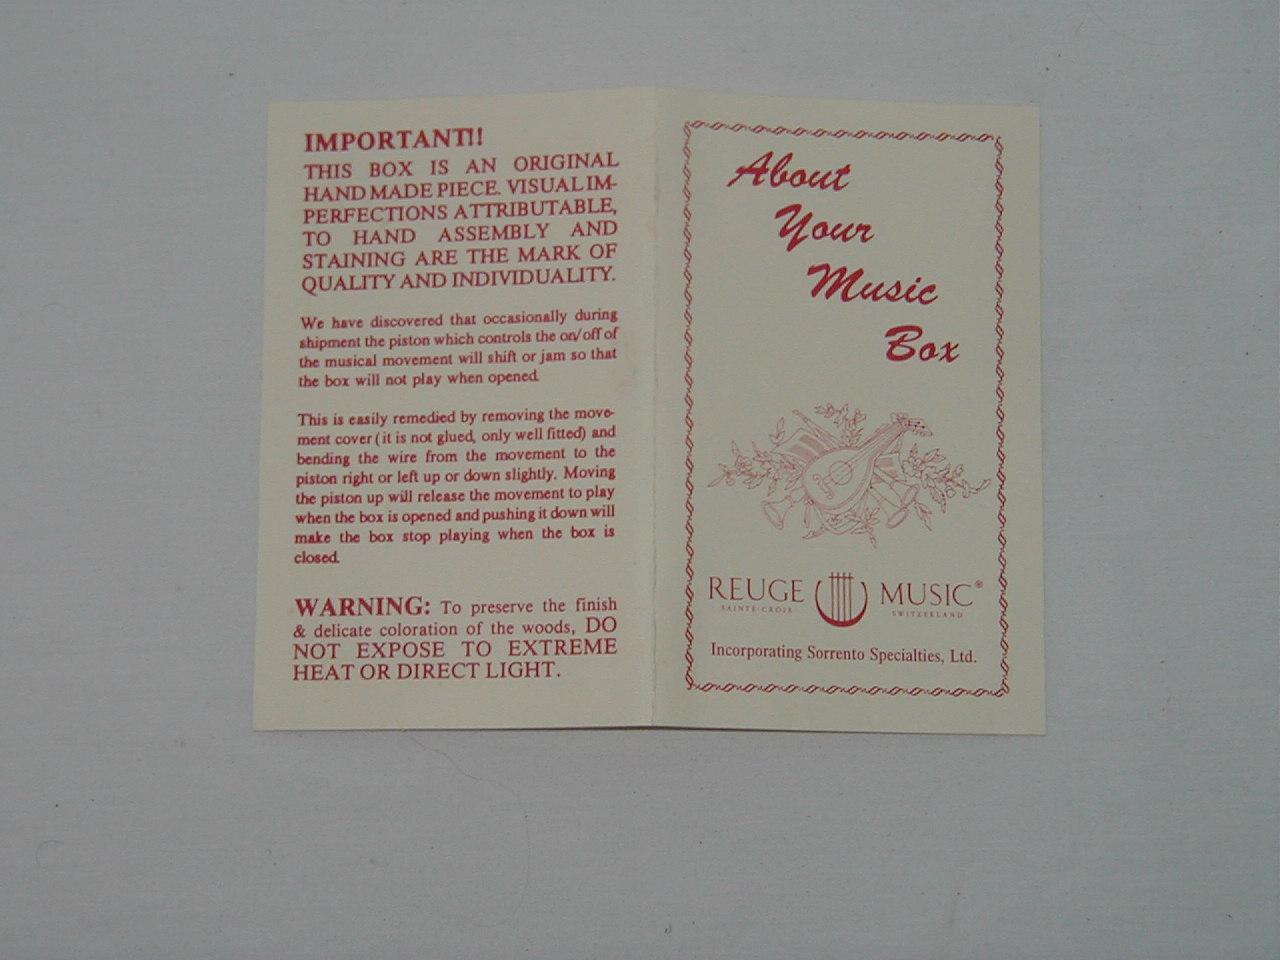 IMPORTANT!!
THIS BOX IS AN ORIGINAL
HAND MADE PIECE. VISUAL IM-
PERFECTIONS ATTRIBUTABLE,
TO HAND ASSEMBLY AND
STAINING ARE THE MARK OF
QUALITY AND INDIVIDUALITY.
We have discovered that occasionally during
shipment the piston which controls the on/off of
the musical movement will shift or jam so that
the box will not play when opened.
This is easily remedied by removing the move-
ment cover (it is not glued, only well fitted) and
bending the wire from the movement to the
piston right or left up or down slightly. Moving
the piston up will release the movement to play
when the box is opened and pushing it down will
make the box stop playing when the box is
closed.
WARNING: To preserve the finish
& delicate coloration of the woods, DO
NOT EXPOSE TO EXTREME
HEAT OR DIRECT LIGHT.
About
Your
Music
Box
REUGE MUSIC®
SAINTE-CROIX SWITZERLAND
Incorporating Sorrento Specialties, Ltd.